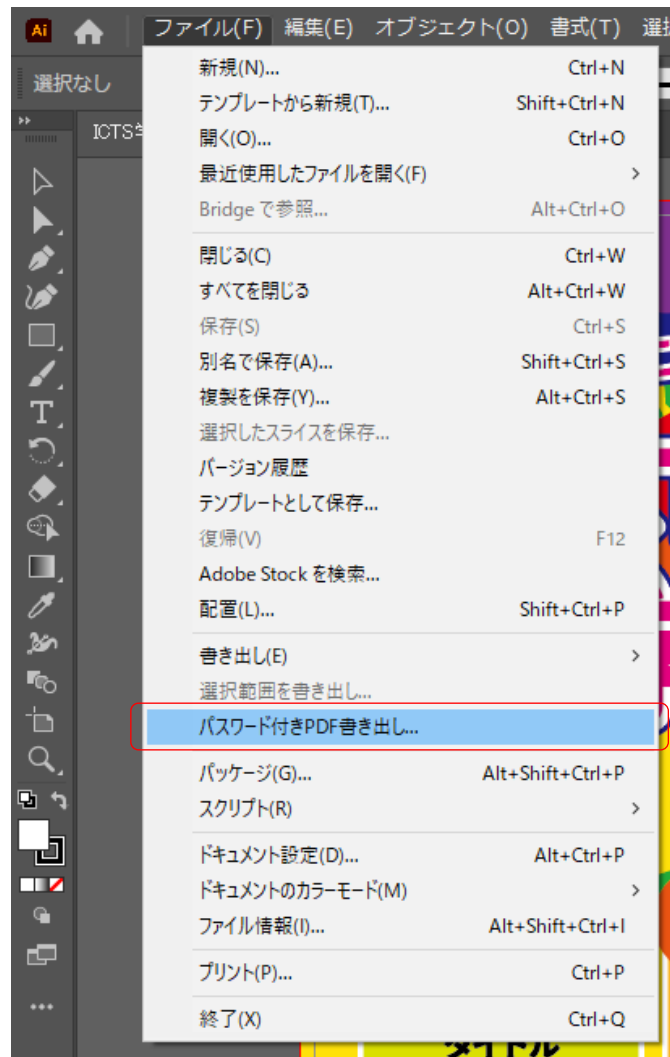 Ai ファイル(F) 編集(E) オブジェクト(O) 書式(T) 選択
選択なし
ICTS
新規(N)... Ctrl+N
テンプレートから新規(T)... Shift+Ctrl+N
開く(O)... Ctrl+O
最近使用したファイルを開く(F) >
Bridge で参照... Alt+Ctrl+O
閉じる(C) Ctrl+W
すべてを閉じる Alt+Ctrl+W
保存(S) Ctrl+S
別名で保存(A)... Shift+Ctrl+S
複製を保存(Y)... Alt+Ctrl+S
選択したスライスを保存...
バージョン履歴
テンプレートとして保存...
復帰(V) F12
Adobe Stock を検索...
配置(L)... Shift+Ctrl+P
書き出し(E) >
選択範囲を書き出し...
パスワード付きPDF書き出し...
パッケージ(G)... Alt+Shift+Ctrl+P
スクリプト(R) >
ドキュメント設定(D)... Alt+Ctrl+P
ドキュメントのカラーモード(M) >
ファイル情報(I)... Alt+Shift+Ctrl+I
プリント(P)... Ctrl+P
終了(X) Ctrl+Q
タイトル